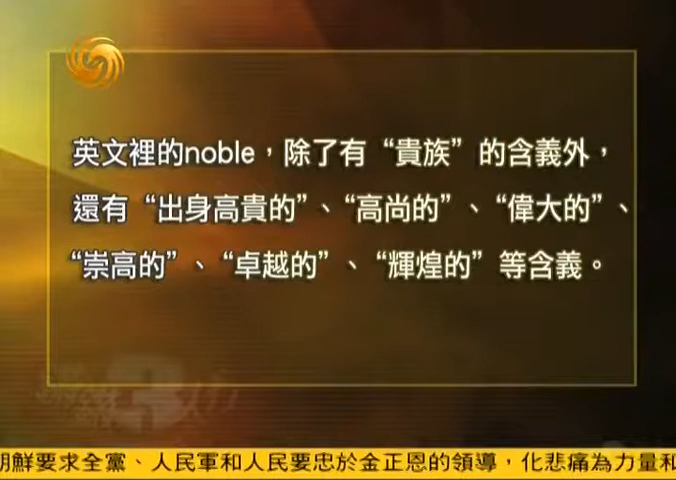 英文裡的noble，除了有“貴族”的含義外，
還有“出身高貴的”、“高尚的”、“偉大的”、
“崇高的”、“卓越的”、“輝煌的”等含義。
朝鮮要求全黨、人民軍和人民要忠於金正恩的領導，化悲痛為力量和